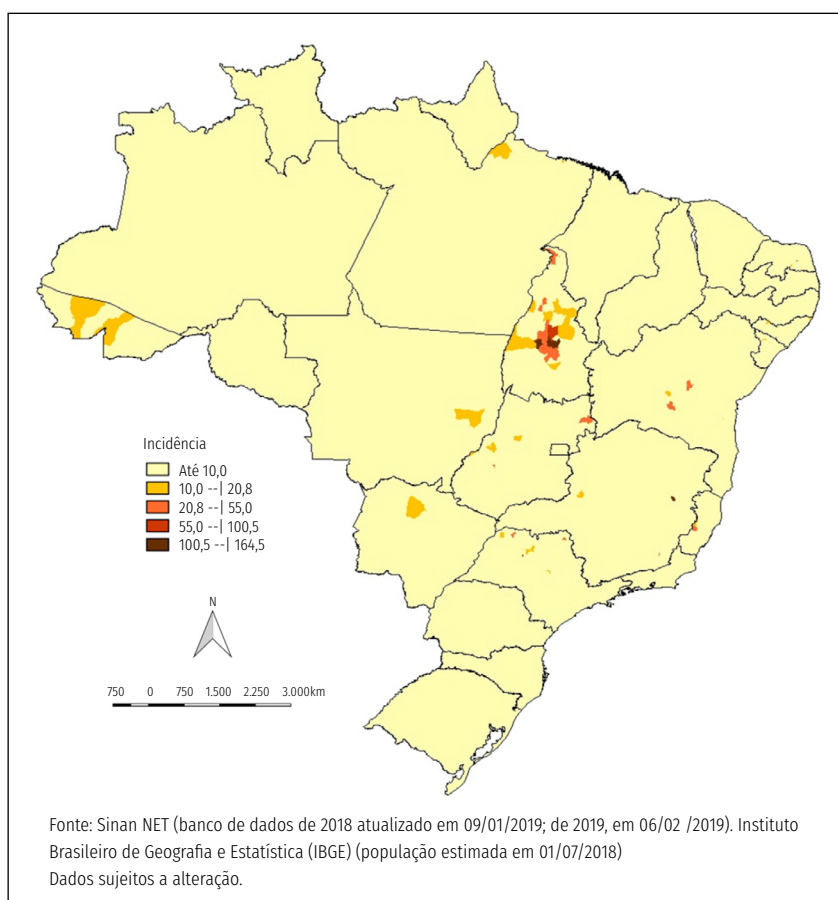 Incidência
Até 10,0
10,0 --| 20,8
20,8 --| 55,0
55,0 --| 100,5
100,5 --| 164,5
N
750 0 750 1.500 2.250 3.000km
Fonte: Sinan NET (banco de dados de 2018 atualizado em 09/01/2019; de 2019, em 06/02 /2019). Instituto
Brasileiro de Geografia e Estatística (IBGE) (população estimada em 01/07/2018)
Dados sujeitos a alteração.